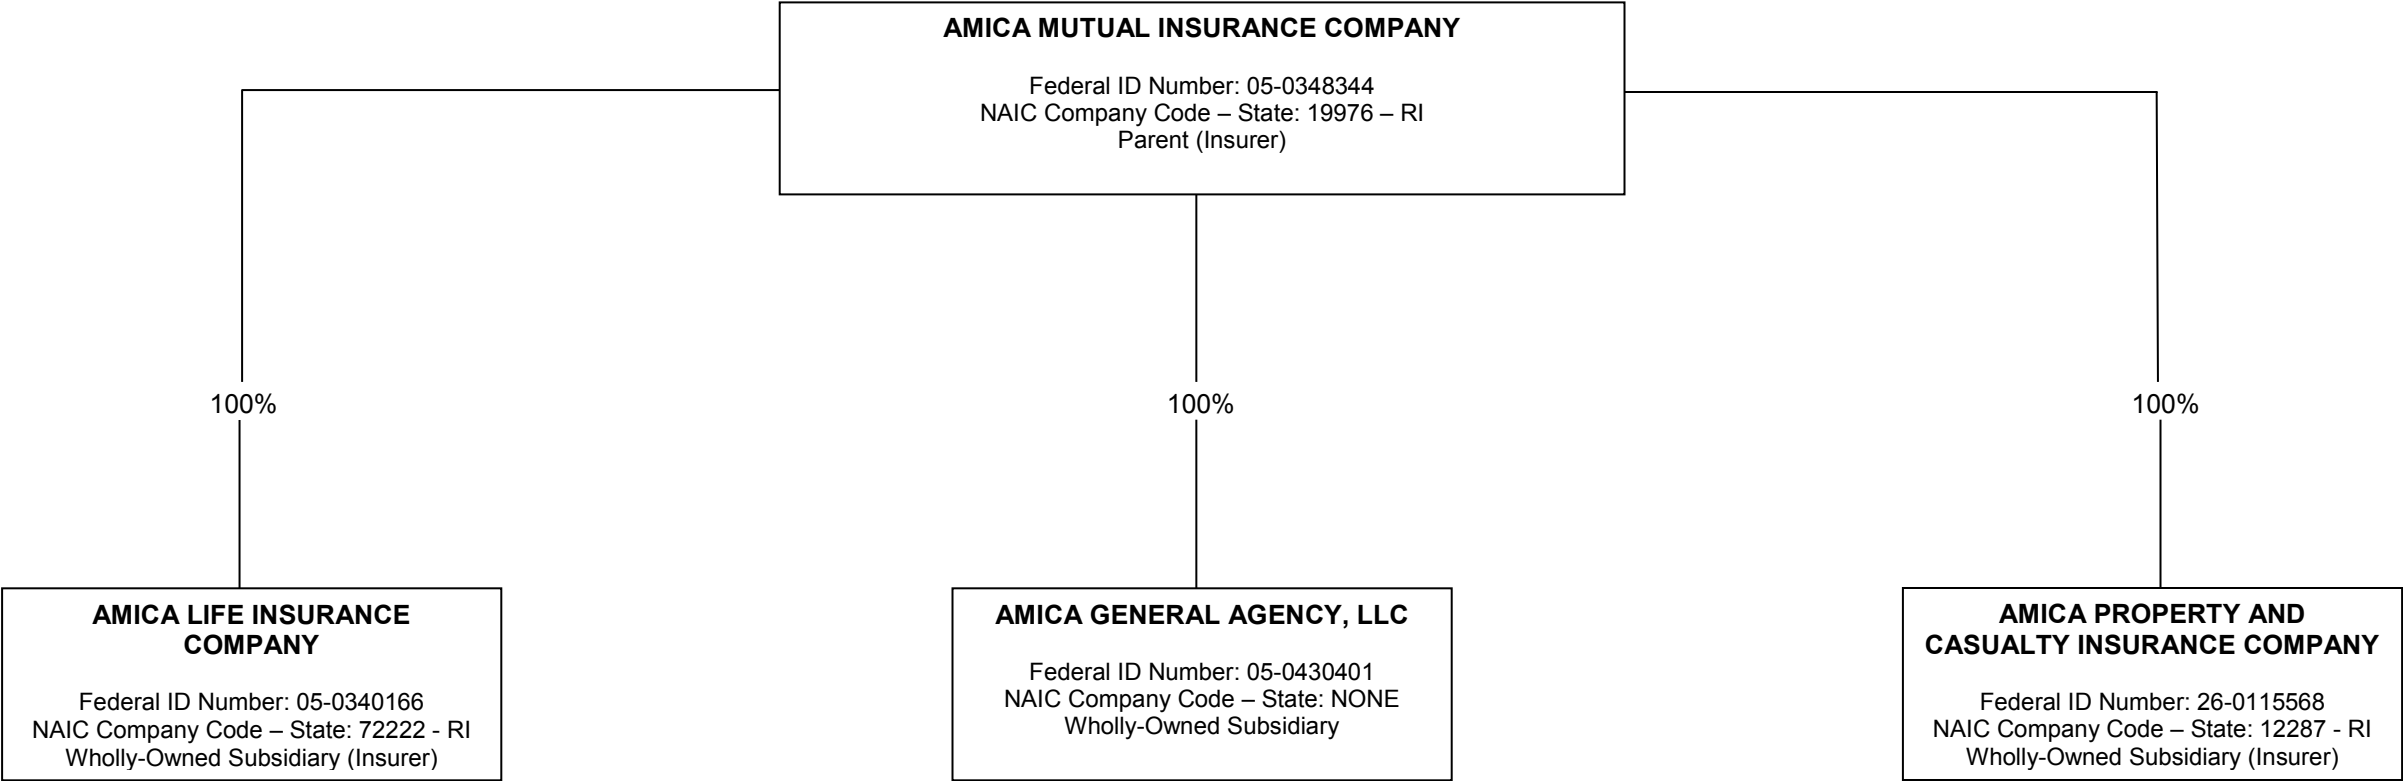 AMICA MUTUAL INSURANCE COMPANY
Federal ID Number: 05-0348344
NAIC Company Code – State: 19976 – RI
Parent (Insurer)
100%
100%
100%
AMICA LIFE INSURANCE
COMPANY
Federal ID Number: 05-0340166
NAIC Company Code – State: 72222 - RI
Wholly-Owned Subsidiary (Insurer)
AMICA GENERAL AGENCY, LLC
Federal ID Number: 05-0430401
NAIC Company Code – State: NONE
Wholly-Owned Subsidiary
AMICA PROPERTY AND
CASUALTY INSURANCE COMPANY
Federal ID Number: 26-0115568
NAIC Company Code – State: 12287 - RI
Wholly-Owned Subsidiary (Insurer)